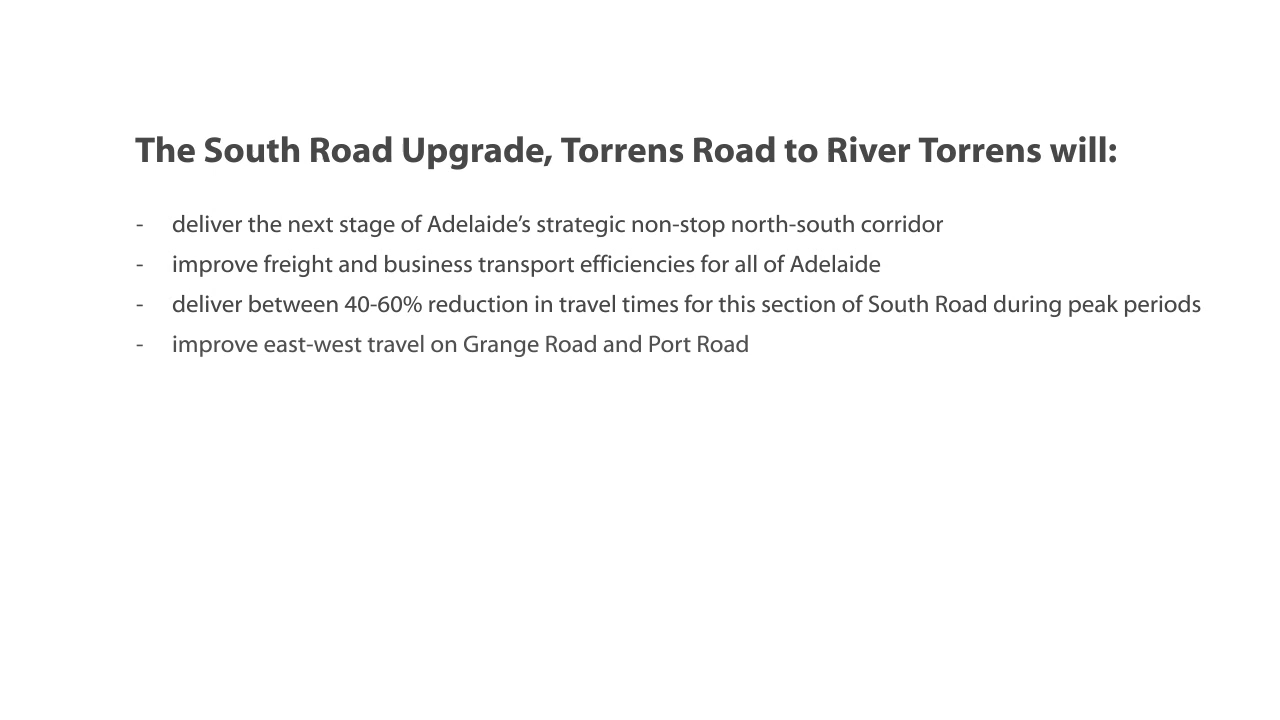 The South Road Upgrade, Torrens Road to River Torrens will:
- deliver the next stage of Adelaide’s strategic non-stop north-south corridor
- improve freight and business transport efficiencies for all of Adelaide
- deliver between 40-60% reduction in travel times for this section of South Road during peak periods
- improve east-west travel on Grange Road and Port Road